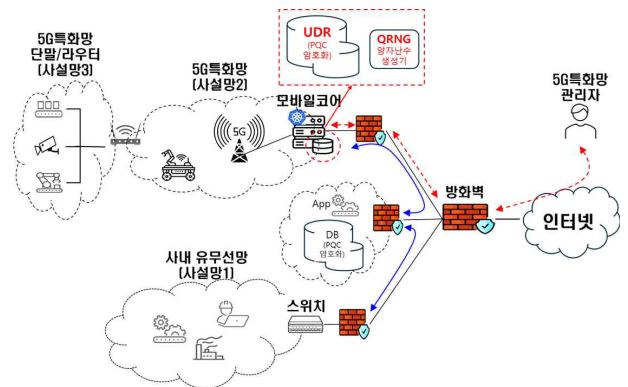 5G특화망
단말/라우터
(사설망3)
5G특화망
(사설망2)
5G
UDR
(PQC
암호화)
QRNG
양자난수
생성기
모바일코어
5G특화망
관리자
방화벽
인터넷
App
DB
(PQC
암호화)
사내 유무선망
(사설망1)
스위치